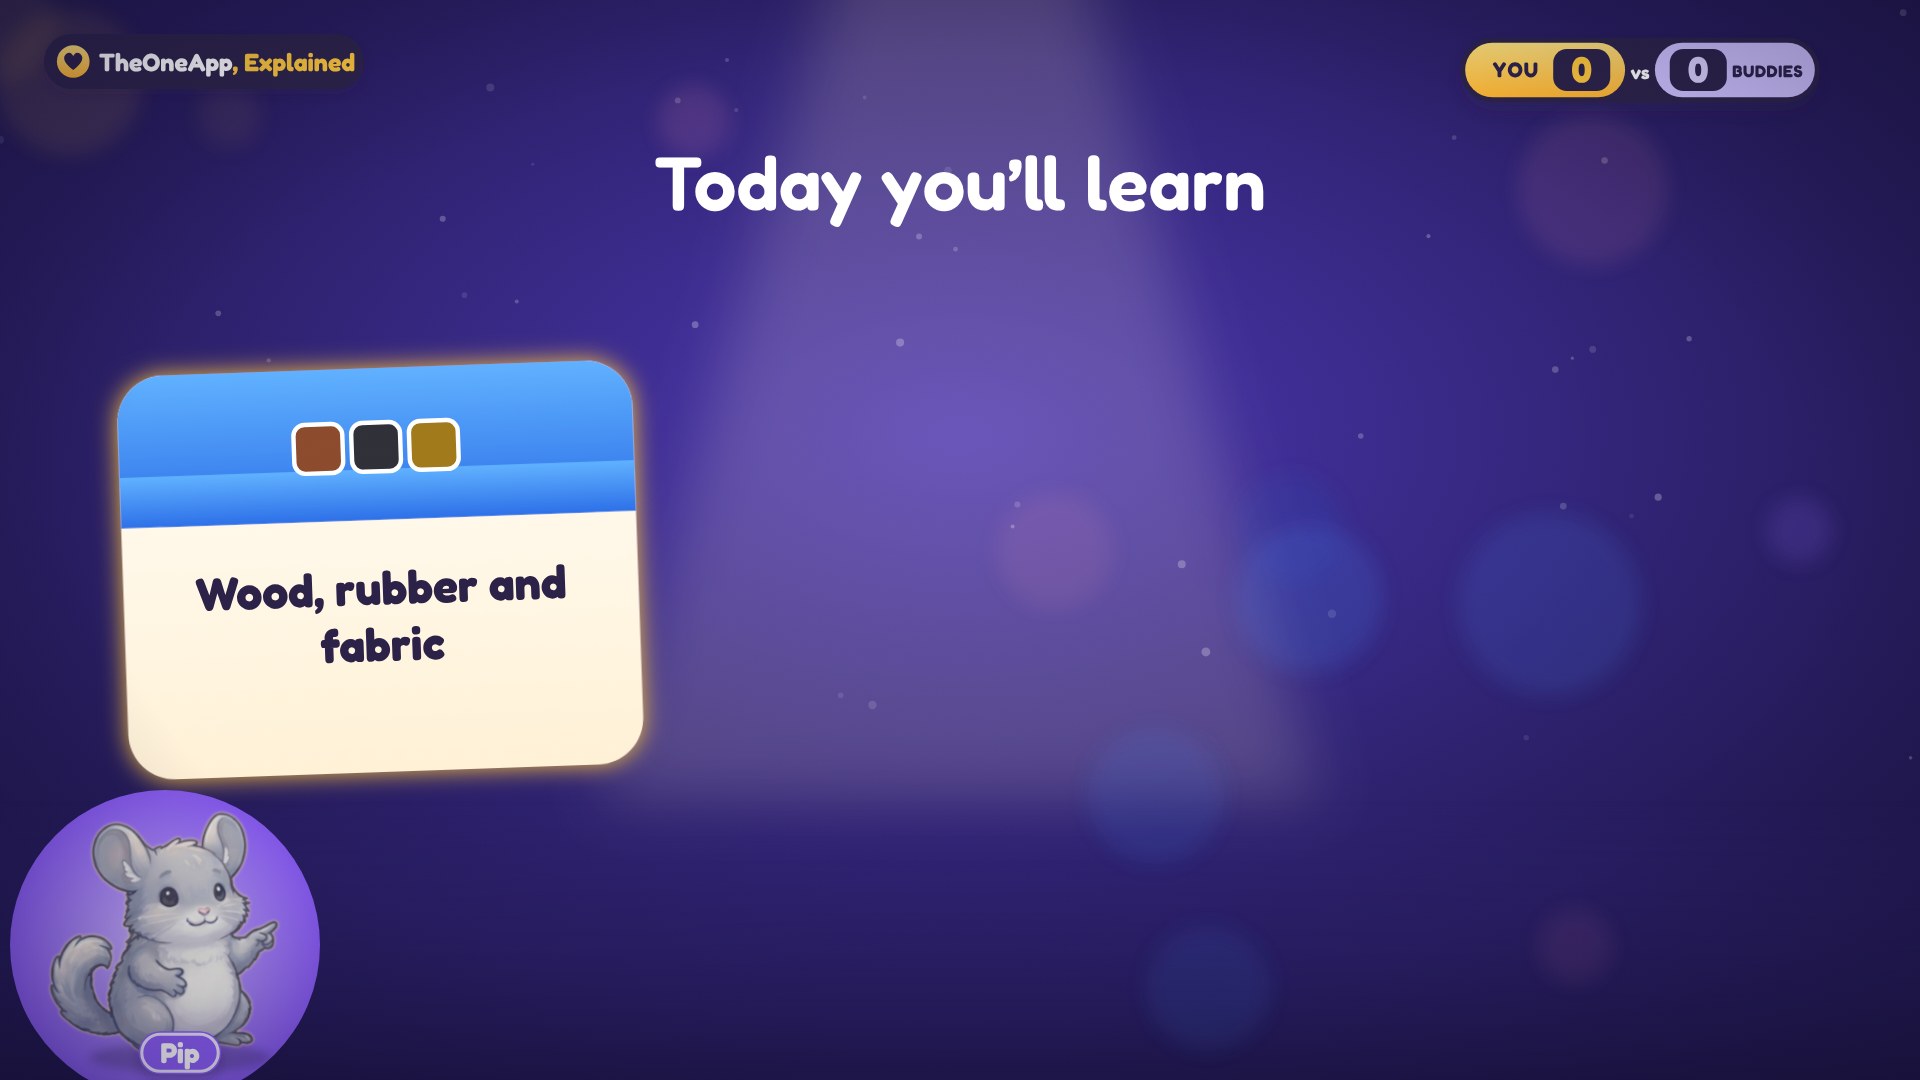 TheOneApp, Explained
YOU 0 vs 0 BUDDIES
Today you'll learn
Wood, rubber and
fabric
Pip